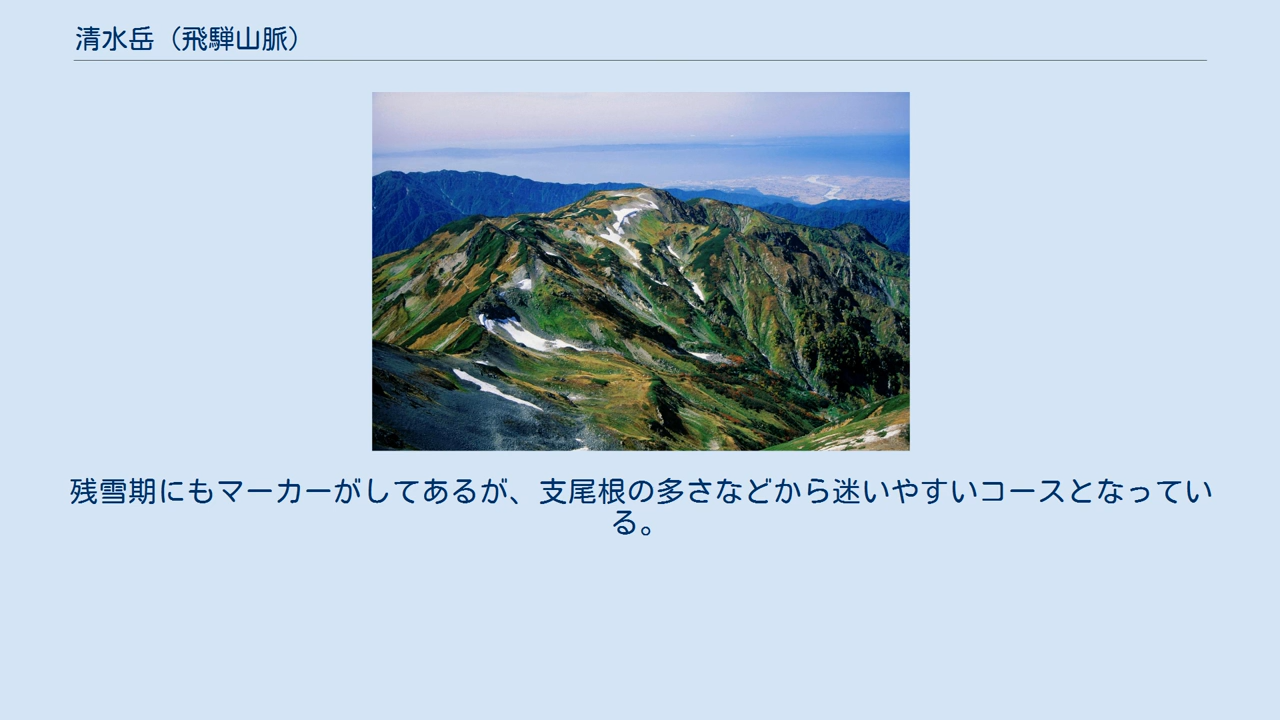 清水岳（飛騨山脈）
残雪期にもマーカーがしてあるが、支尾根の多さなどから迷いやすいコースとなってい
る。